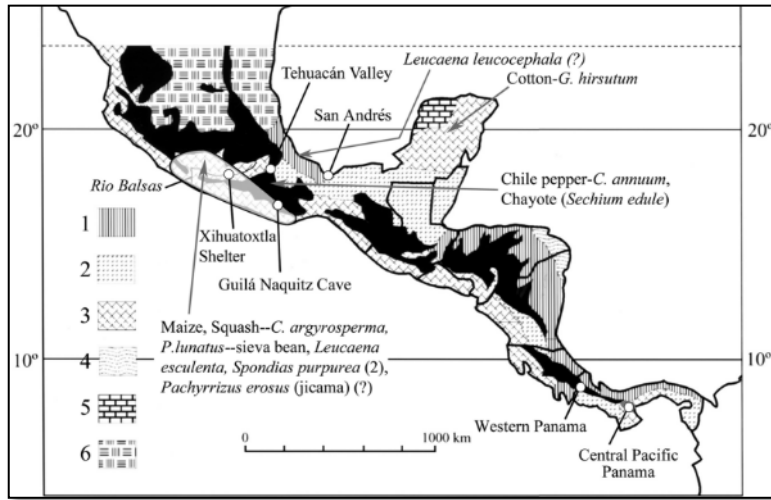 Leucaena leucocephala (?)
Tehuacán Valley
Cotton-G. hirsutum
San Andrés
20º
20º
Rio Balsas
Chile pepper-C. annuum,
Chayote (Sechium edule)
1
Xihuatoxtla
Shelter
2
Guilá Naquitz Cave
3
Maize, Squash--C. argyrosperma,
P.lunatus--sieva bean, Leucaena
esculenta, Spondias purpurea (2),
Pachyrrizus erosus (jicama) (?)
4
10º
10º
5
Western Panama
6
0
1000 km
Central Pacific
Panama